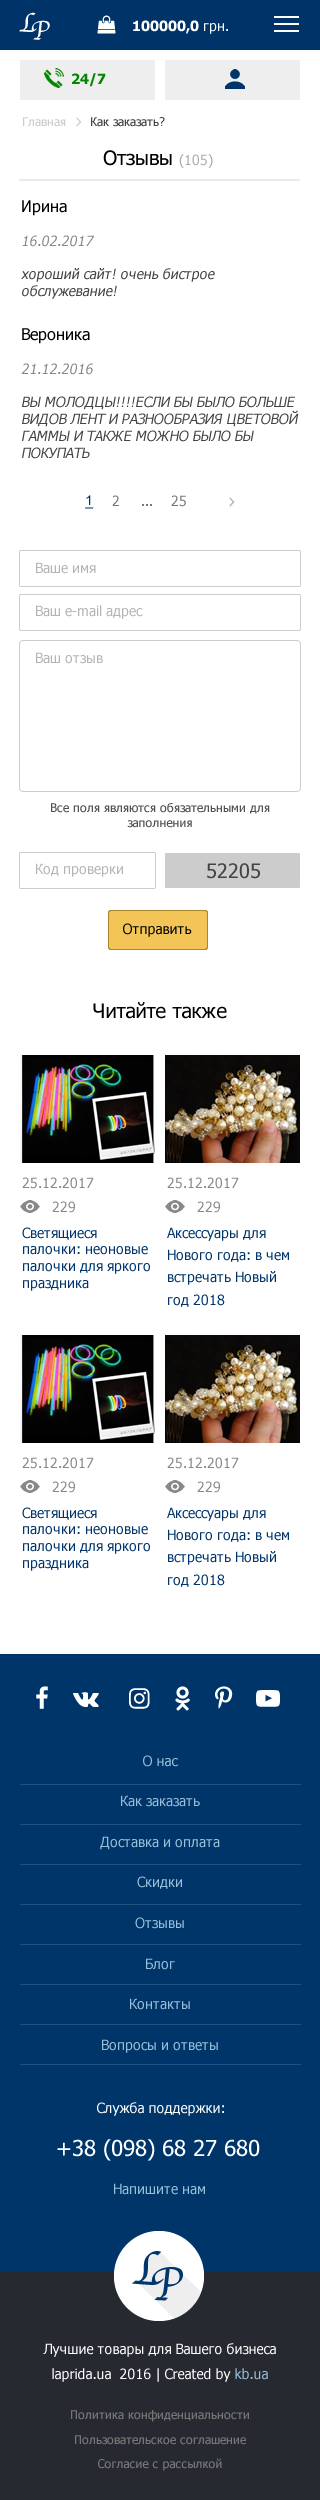 Lp 100000,0 грн.
24/7
Главная > Как заказать?
Отзывы (105)
Ирина
16.02.2017
хороший сайт! очень быстрое
обслуживание!
Вероника
21.12.2016
ВЫ МОЛОДЦЫ!!!!ЕСЛИ БЫ БЫЛО БОЛЬШЕ
ВИДОВ ЛЕНТ И РАЗНООБРАЗИЯ ЦВЕТОВОЙ
ГАММЫ И ТАКЖЕ МОЖНО БЫЛО БЫ
ПОКУПАТЬ
1 2 ... 25 >
Ваше имя
Ваш e-mail адрес
Ваш отзыв
Все поля являются обязательными для
заполнения
Код проверки 52205
Отправить
Читайте также
25.12.2017
229
Светящиеся
палочки: неоновые
палочки для яркого
праздника
25.12.2017
229
Аксессуары для
Нового года: в чем
встречать Новый
год 2018
25.12.2017
229
Светящиеся
палочки: неоновые
палочки для яркого
праздника
25.12.2017
229
Аксессуары для
Нового года: в чем
встречать Новый
год 2018
О нас
Как заказать
Доставка и оплата
Скидки
Отзывы
Блог
Контакты
Вопросы и ответы
Служба поддержки:
+38 (098) 68 27 680
Напишите нам
Lp
Лучшие товары для Вашего бизнеса
laprida.ua 2016 | Created by kb.ua
Политика конфиденциальности
Пользовательское соглашение
Согласие с рассылкой